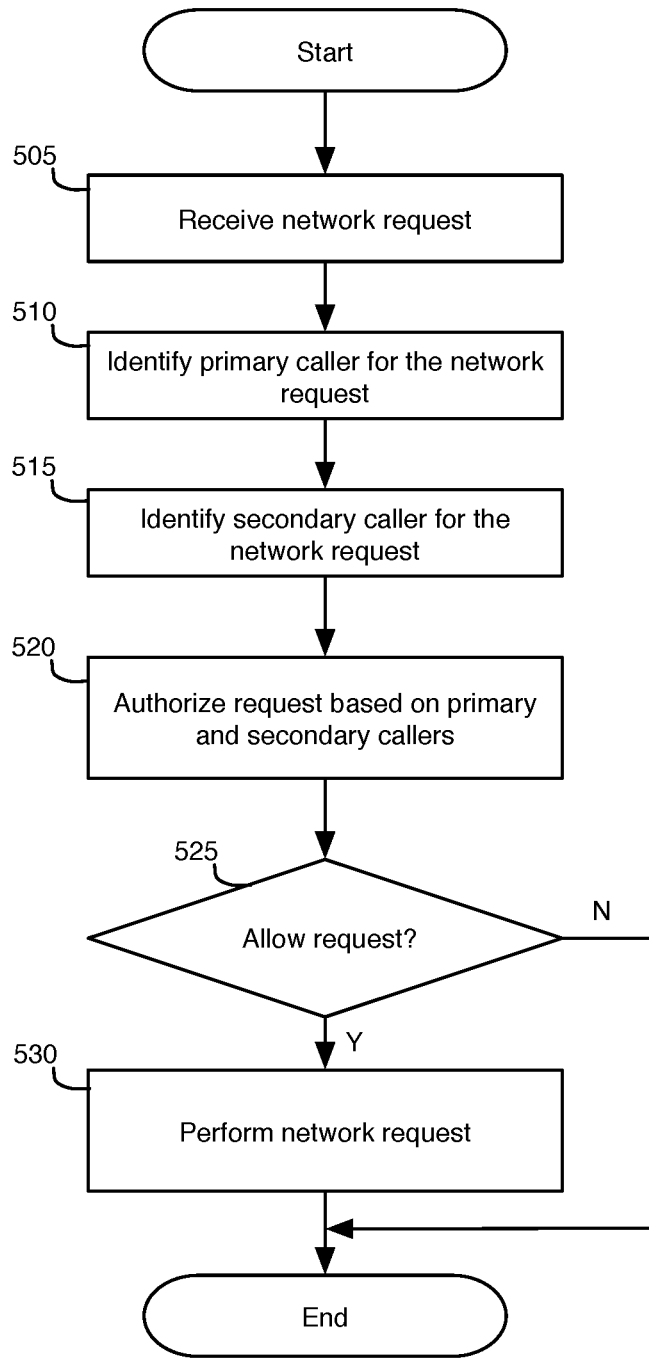 Start
505
Receive network request
510
Identify primary caller for the network
request
515
Identify secondary caller for the
network request
520
Authorize request based on primary
and secondary callers
525
Allow request?
N
Y
530
Perform network request
End